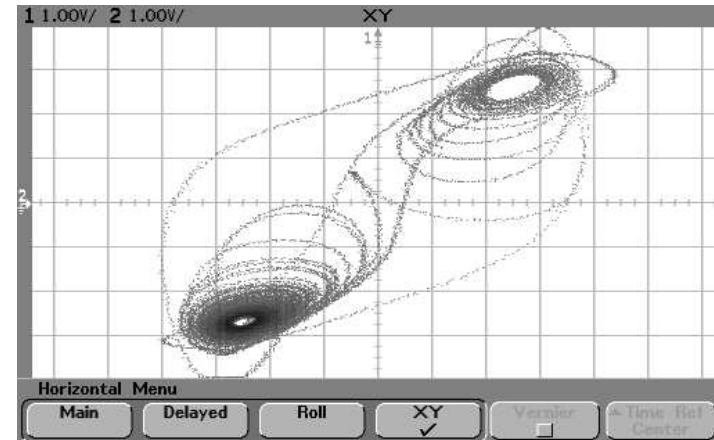 1 1.00V/ 2 1.00V/ XY
1
2
Horizontal Menu
Main Delayed Roll XY Vernier ▲ Time Ref
Center